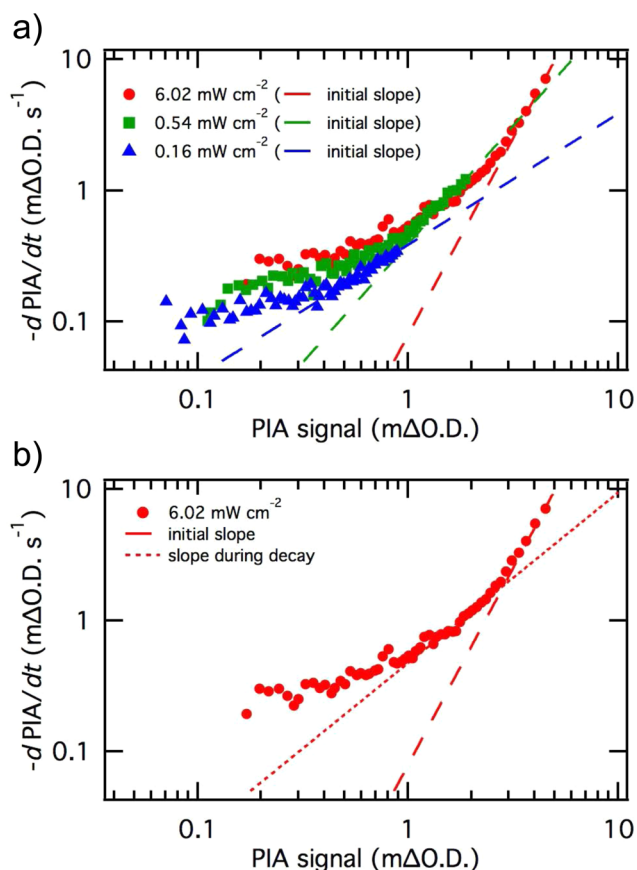 a)
10
1
0.1
-d PIA/dt (mΔO.D. s⁻¹)
6.02 mW cm⁻² ( initial slope)
0.54 mW cm⁻² ( initial slope)
0.16 mW cm⁻² ( initial slope)
0.1 1 10
PIA signal (mΔO.D.)
b)
10
1
0.1
-d PIA/dt (mΔO.D. s⁻¹)
6.02 mW cm⁻²
initial slope
slope during decay
0.1 1 10
PIA signal (mΔO.D.)